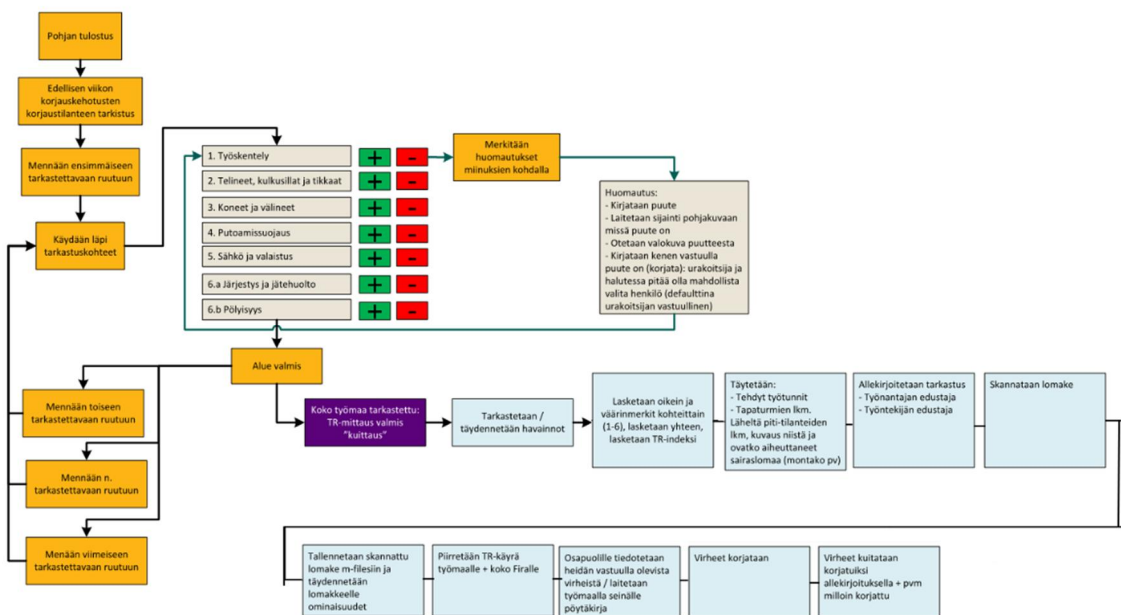 Pohjan tulostus
Edellisen viikon
korjauskehotusten
korjaustilanteen tarkistus
Mennään ensimmäiseen
tarkastettavaan ruutuun
Käydään läpi
tarkastuskohteet
1. Työskentely
+ -
2. Telineet, kulkusillat ja tikkaat
+ -
3. Koneet ja välineet
+ -
4. Putoamissuojaus
+ -
5. Sähkö ja valaistus
+ -
6.a Järjestys ja jätehuolto
+ -
6.b Pölyisyys
+ -
Merkitään
huomautukset
miinuksien kohdalla
Huomautus:
- Kirjataan puute
- Laitetaan sijainti pohjakuvaan
missä puute on
- Otetaan valokuva puutteesta
- Kirjataan kenen vastuulla
puute on (korjata): urakoitsija ja
halutessa pitää olla mahdollista
valita henkilö (defaulttina
urakoitsijan vastuullinen)
Alue valmis
Mennään toiseen
tarkastettavaan ruutuun
Mennään n.
tarkastettavaan ruutuun
Menään viimeiseen
tarkastettavaan ruutuun
Koko työmaa tarkastettu:
TR-mittaus valmis
"kuittaus"
Tarkastetaan /
täydennetään havainnot
Lasketaan oikein ja
väärinmerkit kohteittain
(1-6), lasketaan yhteen,
lasketaan TR-indeksi
Täytetään:
- Tehdyt työtunnit
- Tapaturmien lkm.
Läheltä piti-tilanteiden
lkm, kuvaus niistä ja
ovatko aiheuttaneet
sairaslomaa (montako pv)
Allekirjoitetaan tarkastus
- Työnantajan edustaja
- Työntekijän edustaja
Skannataan lomake
Tallennetaan skannattu
lomake m-filesiin ja
täydennetään
lomakkeelle
ominaisuudet
Piirretään TR-käyrä
työmaalle + koko Firalle
Osapuolille tiedotetaan
heidän vastuulla olevista
virheistä / laitetaan
työmaalla seinälle
pöytäkirja
Virheet korjataan
Virheet kuitataan
korjatuiksi
allekirjoituksella + pvm
milloin korjattu